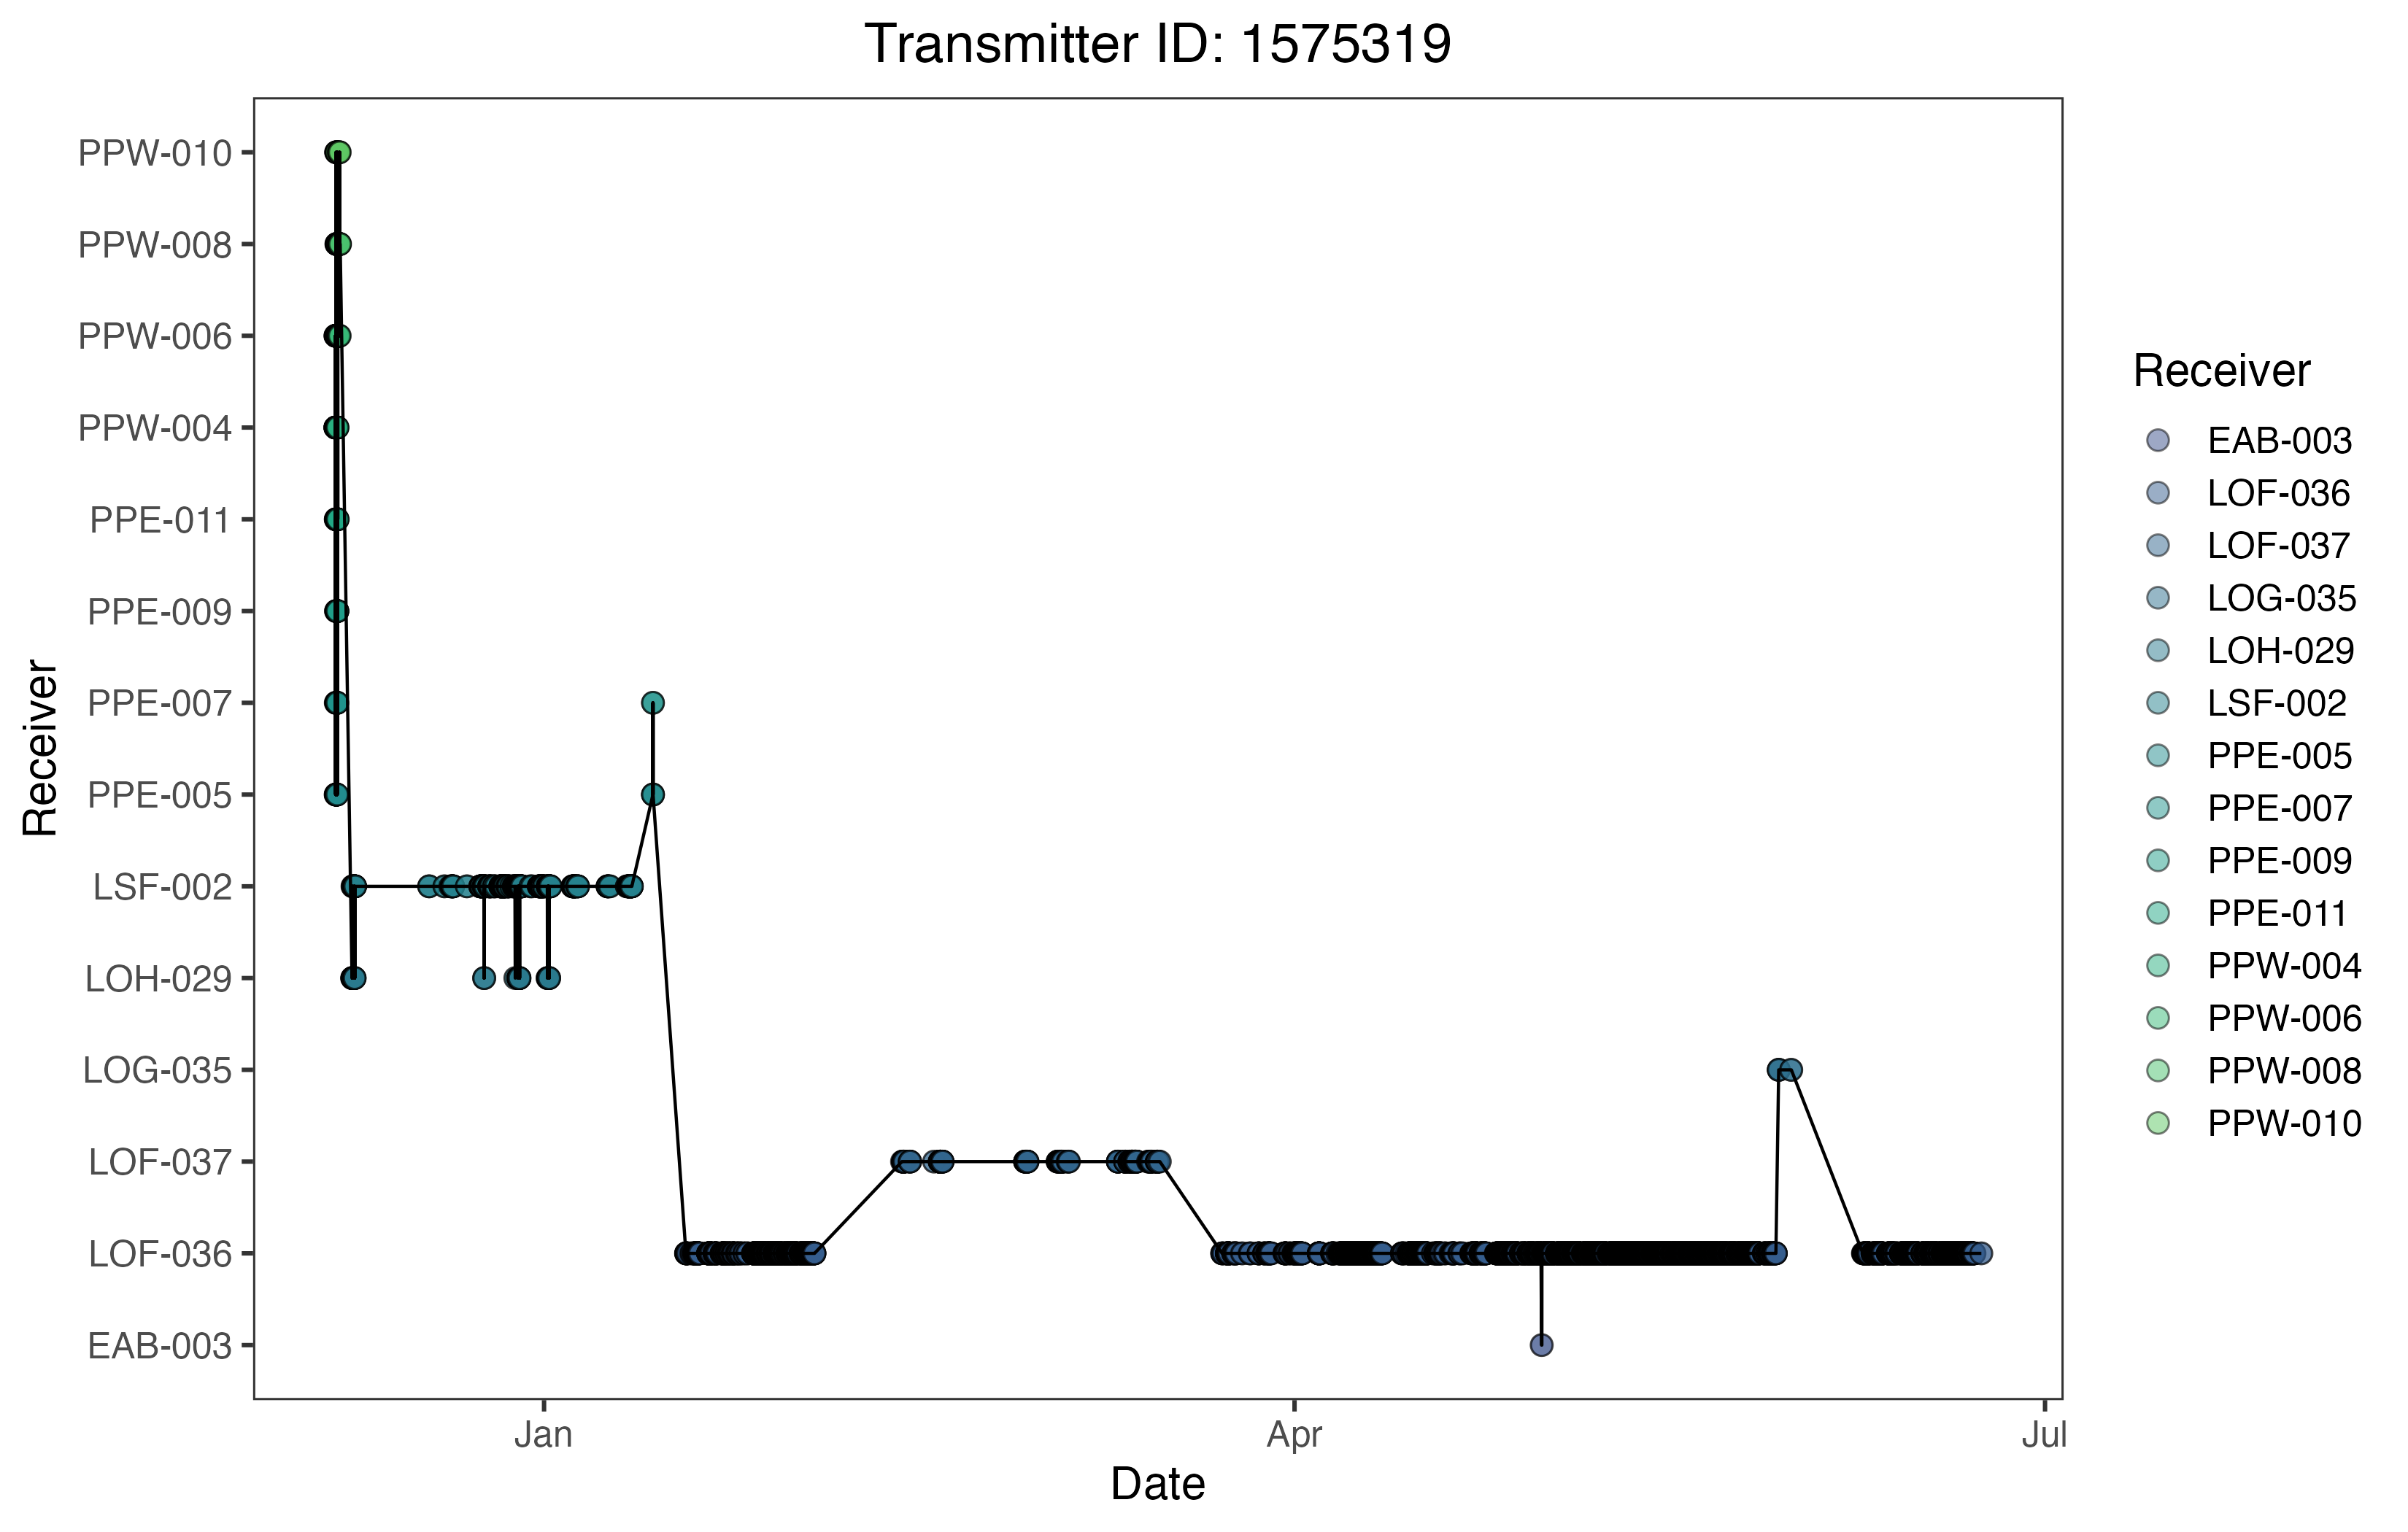 Transmitter ID: 1575319
PPW-010
PPW-008
PPW-006
PPW-004
PPE-011
PPE-009
PPE-007
PPE-005
LSF-002
LOH-029
LOG-035
LOF-037
LOF-036
EAB-003
Receiver
Jan
Apr
Jul
Date
Receiver
EAB-003
LOF-036
LOF-037
LOG-035
LOH-029
LSF-002
PPE-005
PPE-007
PPE-009
PPE-011
PPW-004
PPW-006
PPW-008
PPW-010